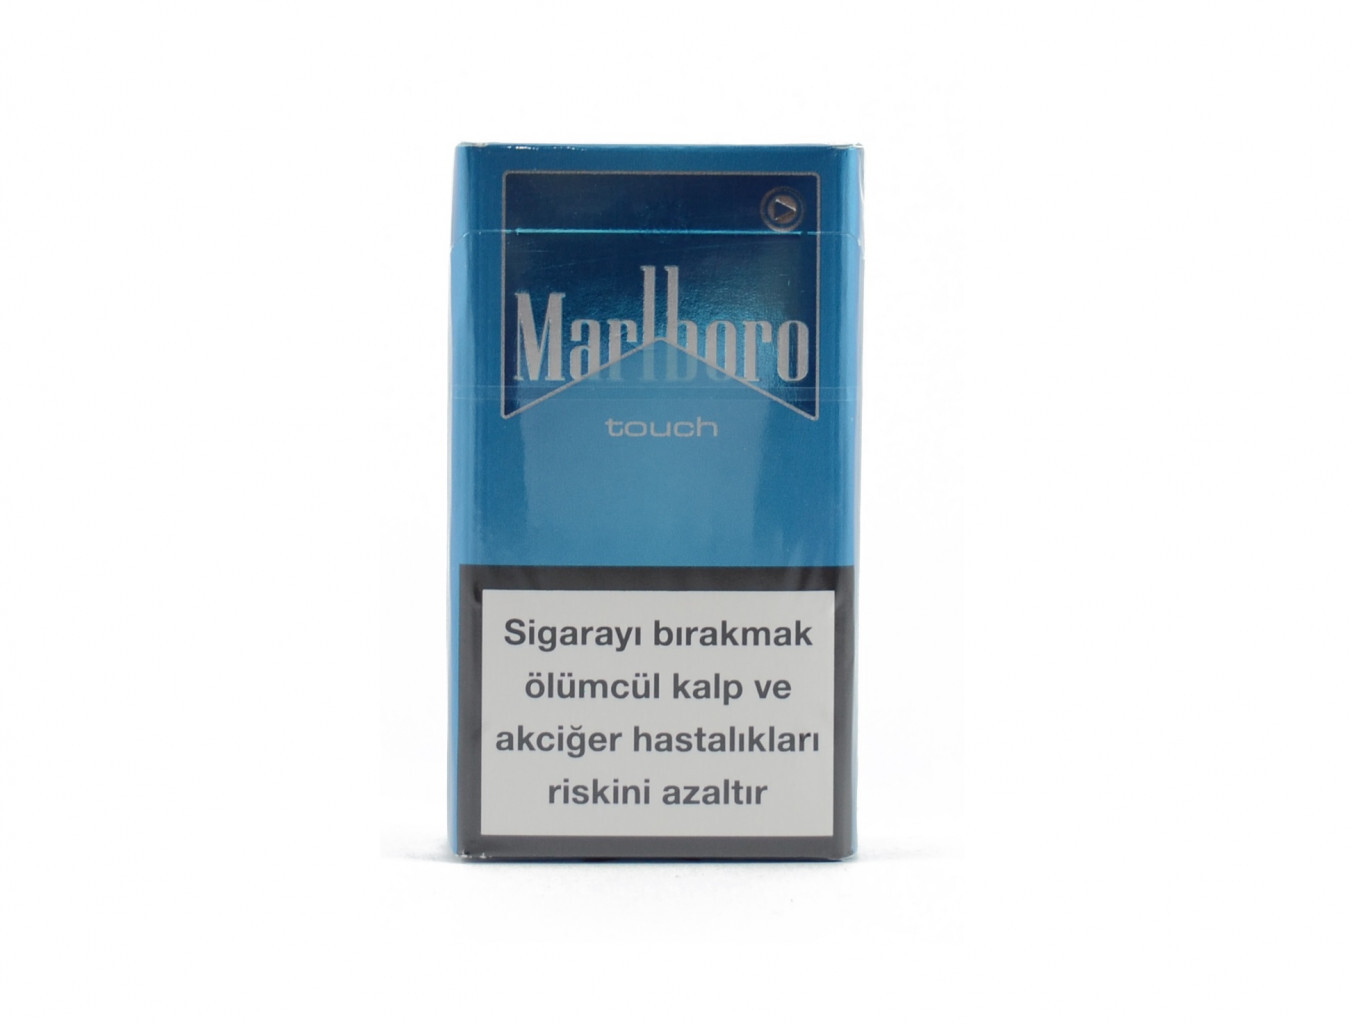 Marlboro
touch
Sigarayı bırakmak
ölümcül kalp ve
akciğer hastalıkları
riskini azaltır